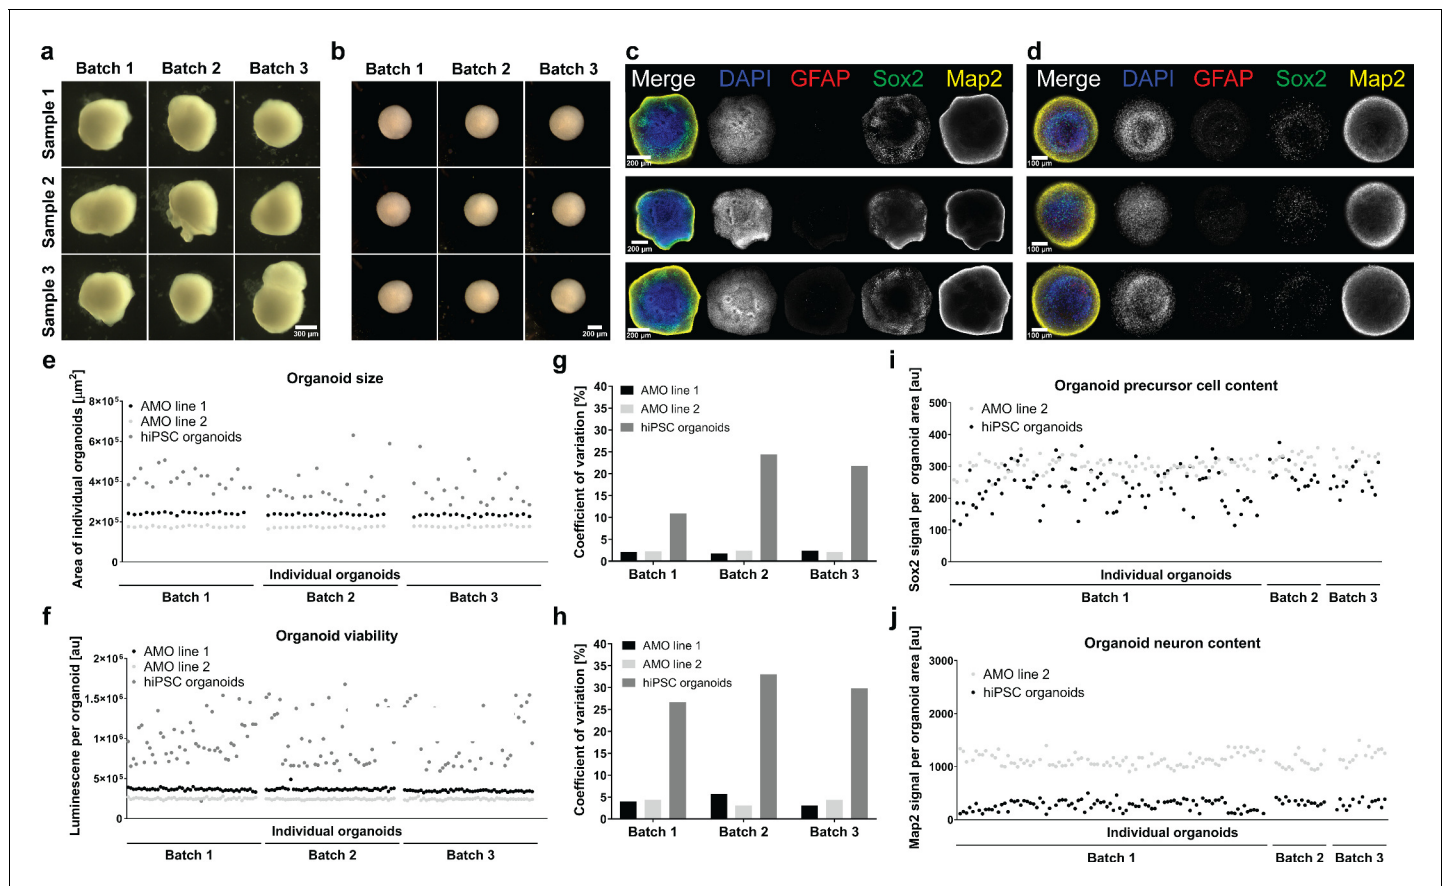 a
Batch 1 Batch 2 Batch 3
Sample 1
Sample 2
Sample 3
300 µm
b
Batch 1 Batch 2 Batch 3
200 µm
c
Merge DAPI GFAP Sox2 Map2
200 µm
200 µm
200 µm
d
Merge DAPI GFAP Sox2 Map2
100 µm
100 µm
100 µm
e
Organoid size
Area of individual organoids [µm²]
8×10⁵
6×10⁵
4×10⁵
2×10⁵
0
AMO line 1
AMO line 2
hiPSC organoids
Individual organoids
Batch 1 Batch 2 Batch 3
f
Organoid viability
Luminescene per organoid [au]
2×10⁶
1.5×10⁶
1×10⁶
5×10⁵
0
AMO line 1
AMO line 2
hiPSC organoids
Individual organoids
Batch 1 Batch 2 Batch 3
g
Coefficient of variation [%]
40
35
30
25
20
15
10
5
0
AMO line 1
AMO line 2
hiPSC organoids
Batch 1 Batch 2 Batch 3
h
Coefficient of variation [%]
40
35
30
25
20
15
10
5
0
AMO line 1
AMO line 2
hiPSC organoids
Batch 1 Batch 2 Batch 3
i
Organoid precursor cell content
Sox2 signal per organoid area [au]
500
400
300
200
100
0
AMO line 2
hiPSC organoids
Individual organoids
Batch 1 Batch 2 Batch 3
j
Organoid neuron content
Map2 signal per organoid area [au]
3000
2000
1000
0
AMO line 2
hiPSC organoids
Individual organoids
Batch 1 Batch 2 Batch 3